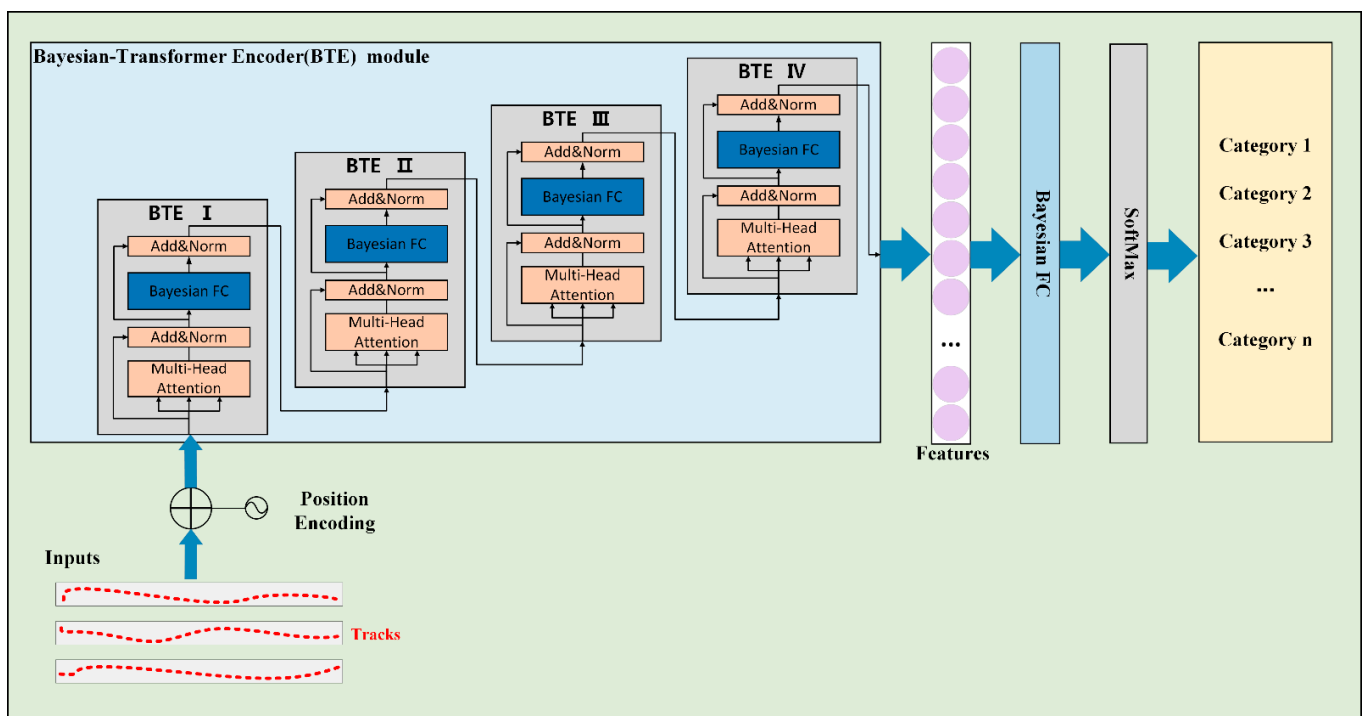 Bayesian-Transformer Encoder(BTE) module
BTE Ⅰ
Add&Norm
Bayesian FC
Add&Norm
Multi-Head
Attention
BTE Ⅱ
Add&Norm
Bayesian FC
Add&Norm
Multi-Head
Attention
BTE Ⅲ
Add&Norm
Bayesian FC
Add&Norm
Multi-Head
Attention
BTE Ⅳ
Add&Norm
Bayesian FC
Add&Norm
Multi-Head
Attention
...
Features
Bayesian FC
SoftMax
Category 1
Category 2
Category 3
...
Category n
Position
Encoding
Inputs
Tracks